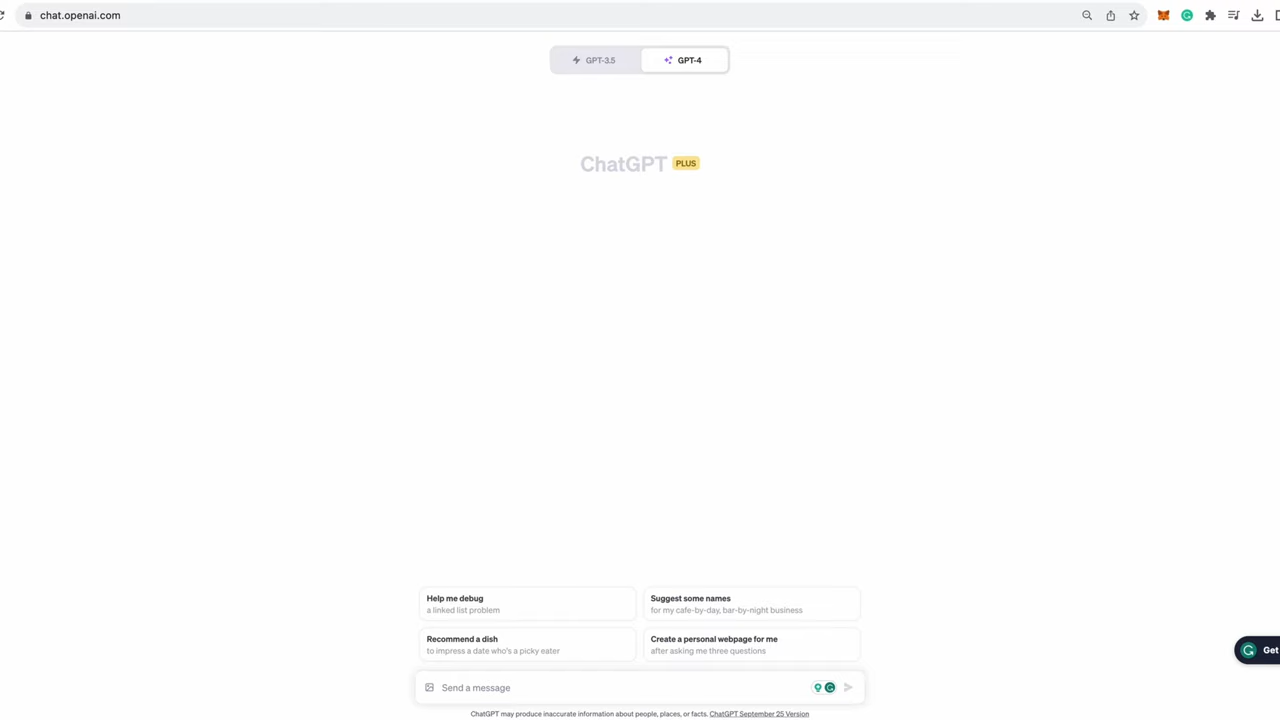 chat.openai.com
GPT-3.5
GPT-4
ChatGPT PLUS
Help me debug
a linked list problem
Suggest some names
for my cafe-by-day, bar-by-night business
Recommend a dish
to impress a date who's a picky eater
Create a personal webpage for me
after asking me three questions
Get
Send a message
ChatGPT may produce inaccurate information about people, places, or facts. ChatGPT September 25 Version